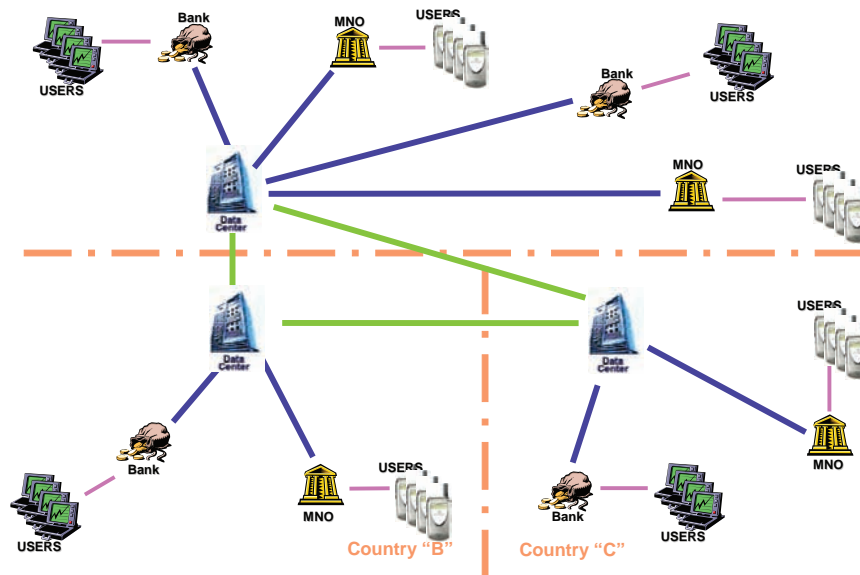 Bank
USERS
MNO
USERS
Bank
USERS
MNO
USERS
Data
Center
Data
Center
Data
Center
USERS
MNO
Bank
USERS
MNO
USERS
Bank
USERS
Country “B”
Country “C”